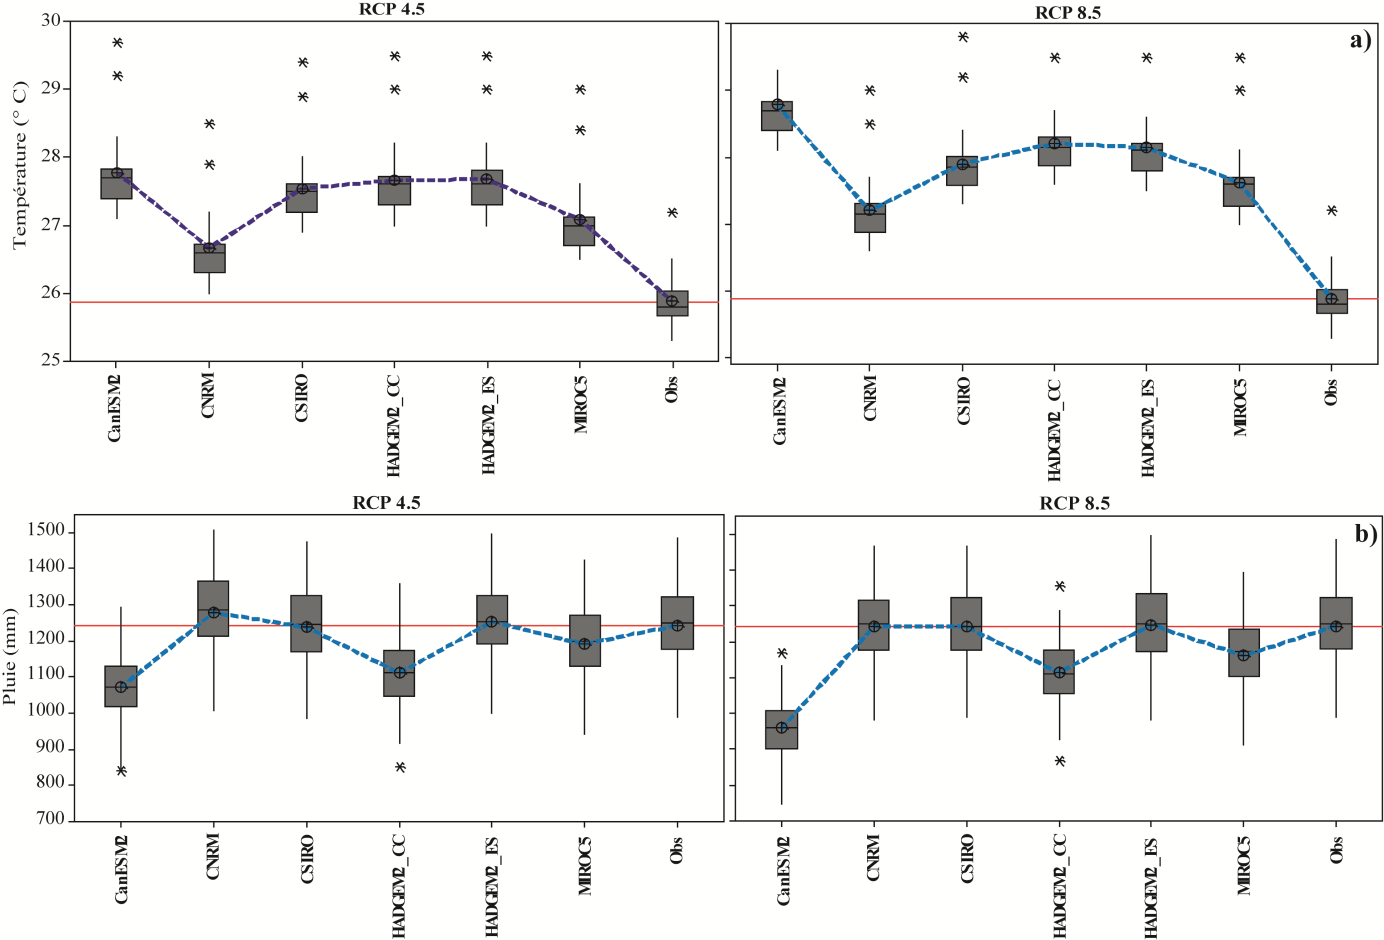 RCP 4.5
RCP 8.5
a)
Température (° C)
30
29
28
27
26
25
CanESM2
CNRM
CSIRO
HADGEM2_CC
HADGEM2_ES
MIROC5
Obs
CanESM2
CNRM
CSIRO
HADGEM2_CC
HADGEM2_ES
MIROC5
Obs
RCP 4.5
RCP 8.5
b)
Pluie (mm)
1500
1400
1300
1200
1100
1000
900
800
700
CanESM2
CNRM
CSIRO
HADGEM2_CC
HADGEM2_ES
MIROC5
Obs
CanESM2
CNRM
CSIRO
HADGEM2_CC
HADGEM2_ES
MIROC5
Obs